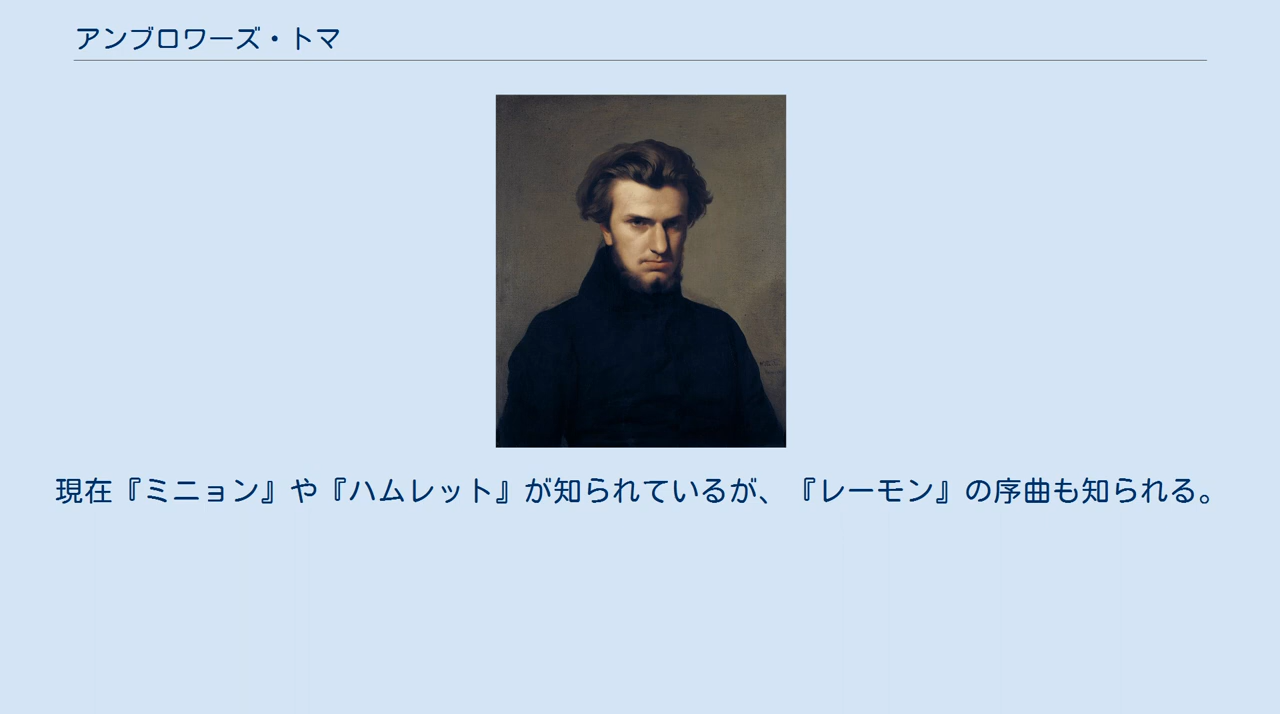 アンブロワーズ・トマ
現在『ミニョン』や『ハムレット』が知られているが、『レーモン』の序曲も知られる。